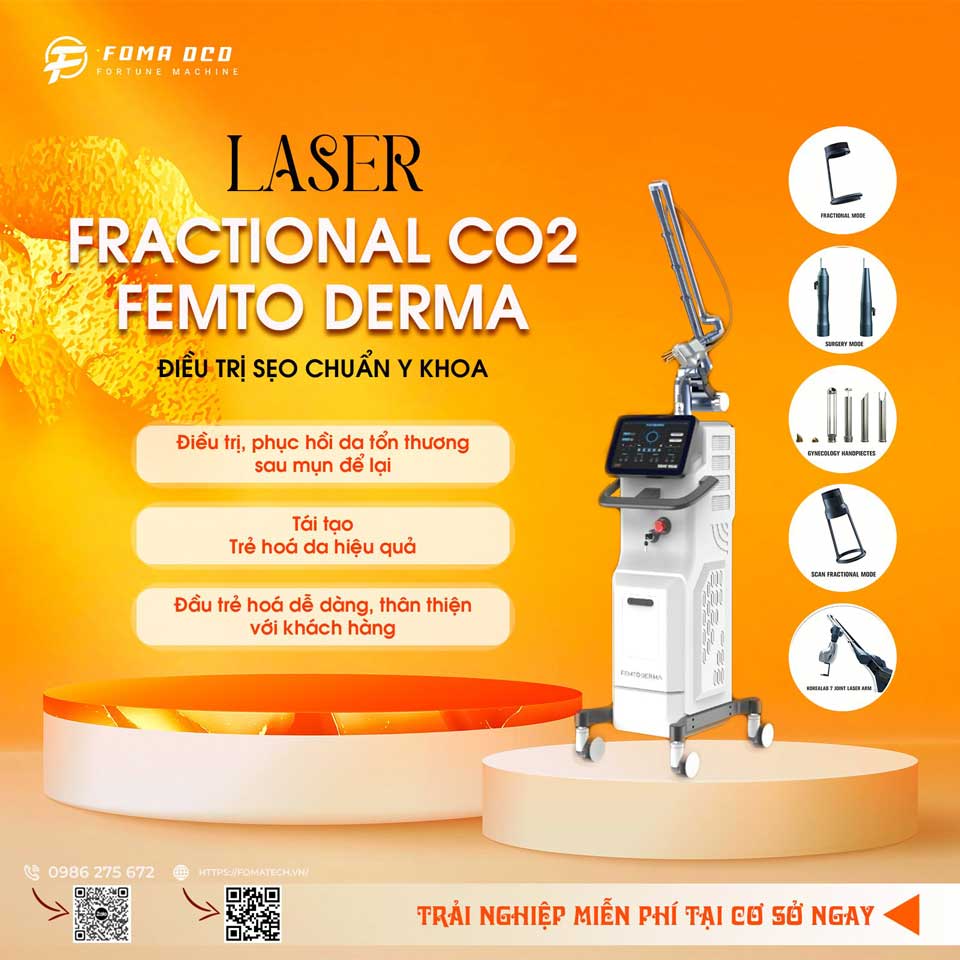 FOMA OCO
FORTUNE MACHINE
LASER
FRACTIONAL CO2
FEMTO DERMA
ĐIỀU TRỊ SẸO CHUẨN Y KHOA
Điều trị, phục hồi da tổn thương
sau mụn để lại
Tái tạo
Trẻ hoá da hiệu quả
Đầu trẻ hoá dễ dàng, thân thiện
với khách hàng
FRACTIONAL MODE
SURGERY MODE
GYNECOLOGY HANDPIECTES
SCAN FRACTIONAL MODE
KOREALAB 7 JOINT LASER ARM
FEMTODERMA
0986 275 672
HTTPS://FOMATECH.VN/
TRẢI NGHIỆP MIỄN PHÍ TẠI CƠ SỞ NGAY